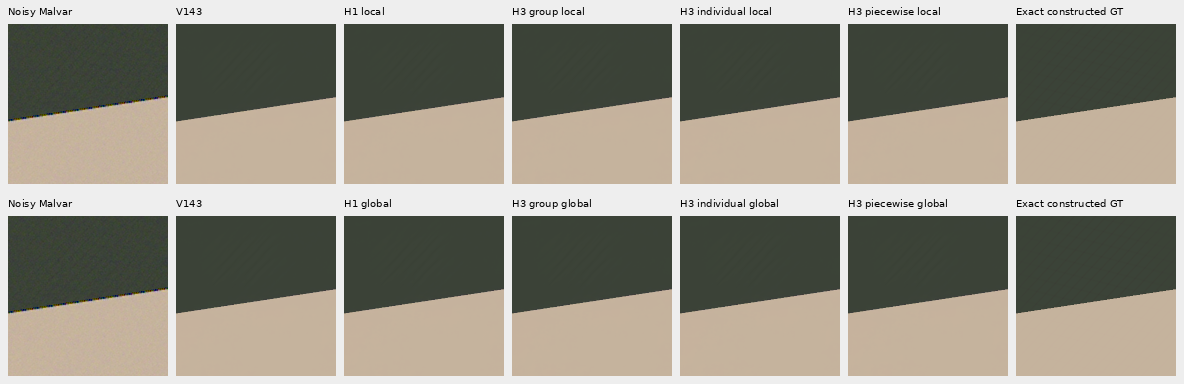 Noisy Malvar V143 H1 local H3 group local H3 individual local H3 piecewise local Exact constructed GT
Noisy Malvar V143 H1 global H3 group global H3 individual global H3 piecewise global Exact constructed GT